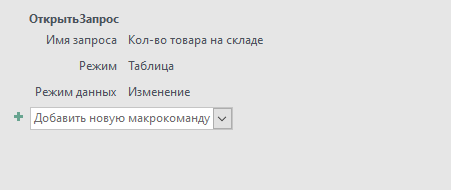 ОткрытьЗапрос
Имя запроса Кол-во товара на складе
Режим Таблица
Режим данных Изменение
Добавить новую макрокоманду